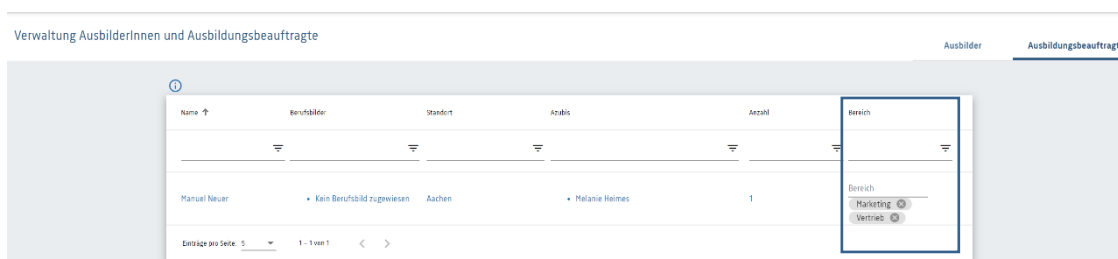 Verwaltung AusbilderInnen und Ausbildungsbeauftragte
Ausbilder Ausbildungsbeauftragt
Name Berufsbilder Standort Azubis Anzahl Bereich
Bereich
Manuel Neuer • Kein Berufsbild zugewiesen Aachen • Melanie Heimes 1
Marketing
Vertrieb
Einträge pro Seite: 5 1 – 1 von 1